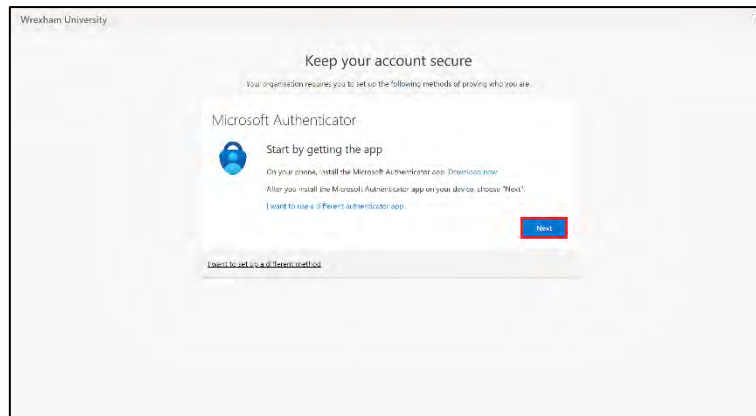 Wrexham University
Keep your account secure
Your organisation requires you to set up the following methods of proving who you are.
Microsoft Authenticator
Start by getting the app
On your phone, install the Microsoft Authenticator app. Download now
After you install the Microsoft Authenticator app on your device, choose "Next".
I want to use a different authenticator app
Next
I want to set up a different method